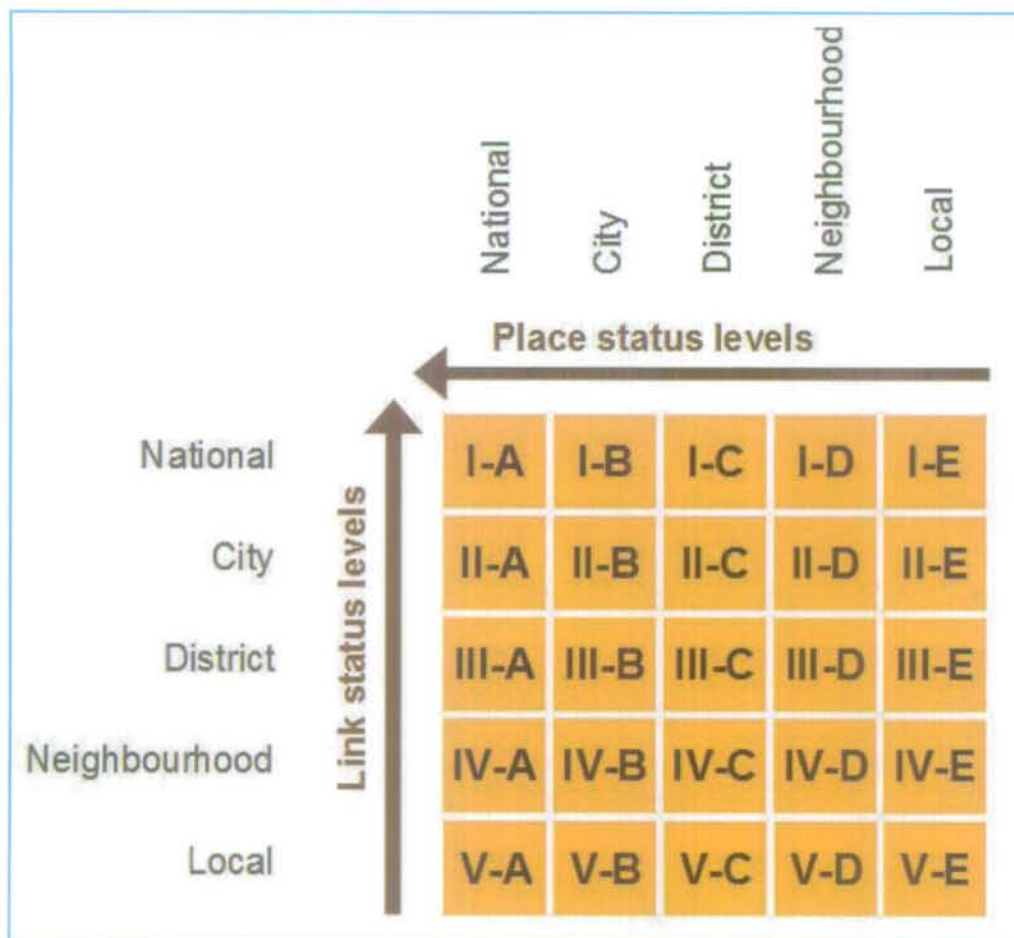 National
City
District
Neighbourhood
Local
Place status levels
Link status levels
National I-A I-B I-C I-D I-E
City II-A II-B II-C II-D II-E
District III-A III-B III-C III-D III-E
Neighbourhood IV-A IV-B IV-C IV-D IV-E
Local V-A V-B V-C V-D V-E